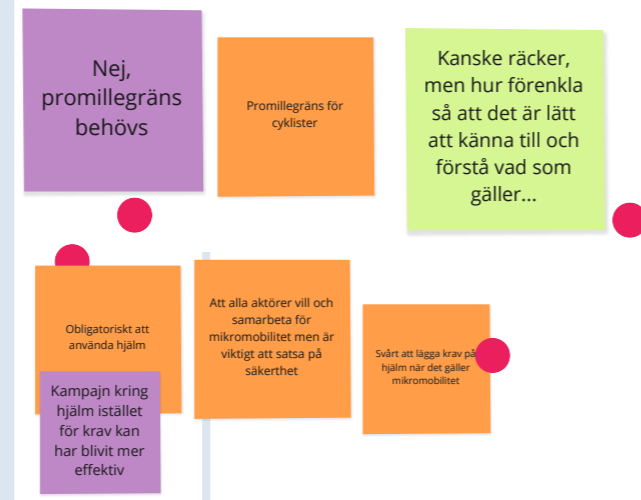 Nej,
promillegräns
behövs
Promillegräns för
cyklister
Kanske räcker,
men hur förenkla
så att det är lätt
att känna till och
förstå vad som
gäller...
Obligatoriskt att
använda hjälm
Kampajn kring
hjälm istället
för krav kan
har blivit mer
effektiv
Att alla aktörer vill och
samarbeta för
mikromobilitet men är
viktigt att satsa på
säkerthet
Svårt att lägga krav på
hjälm när det gäller
mikromobilitet